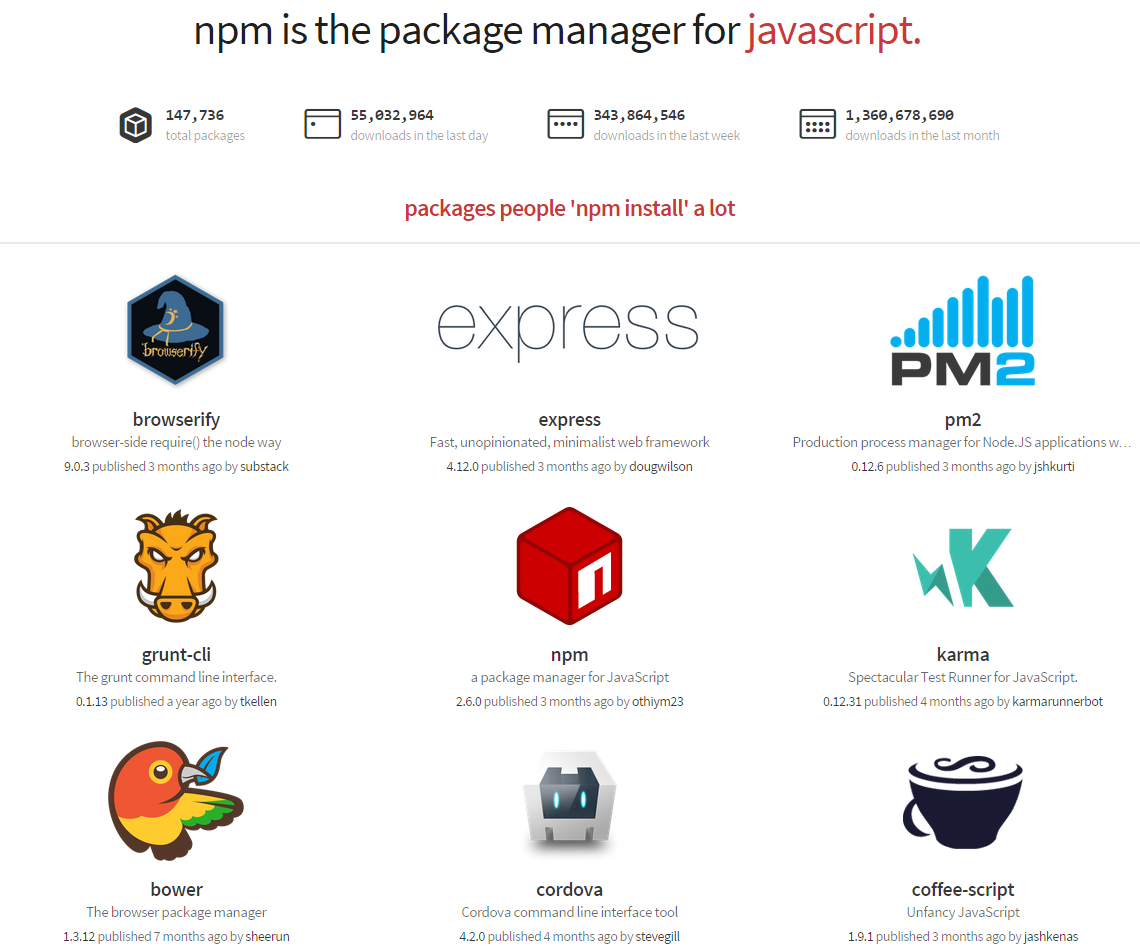 npm is the package manager for javascript.
147,736
total packages
55,032,964
downloads in the last day
343,864,546
downloads in the last week
1,360,678,690
downloads in the last month
packages people 'npm install' a lot
browserify
express
PM2
browserify
browser-side require() the node way
9.0.3 published 3 months ago by substack
express
Fast, unopinionated, minimalist web framework
4.12.0 published 3 months ago by dougwilson
pm2
Production process manager for Node.JS applications w…
0.12.6 published 3 months ago by jshkurti
n
K
grunt-cli
The grunt command line interface.
0.1.13 published a year ago by tkellen
npm
a package manager for JavaScript
2.6.0 published 3 months ago by othiym23
karma
Spectacular Test Runner for JavaScript.
0.12.31 published 4 months ago by karmarunnerbot
bower
The browser package manager
1.3.12 published 7 months ago by sheerun
cordova
Cordova command line interface tool
4.2.0 published 4 months ago by stevegill
coffee-script
Unfancy JavaScript
1.9.1 published 3 months ago by jashkenas